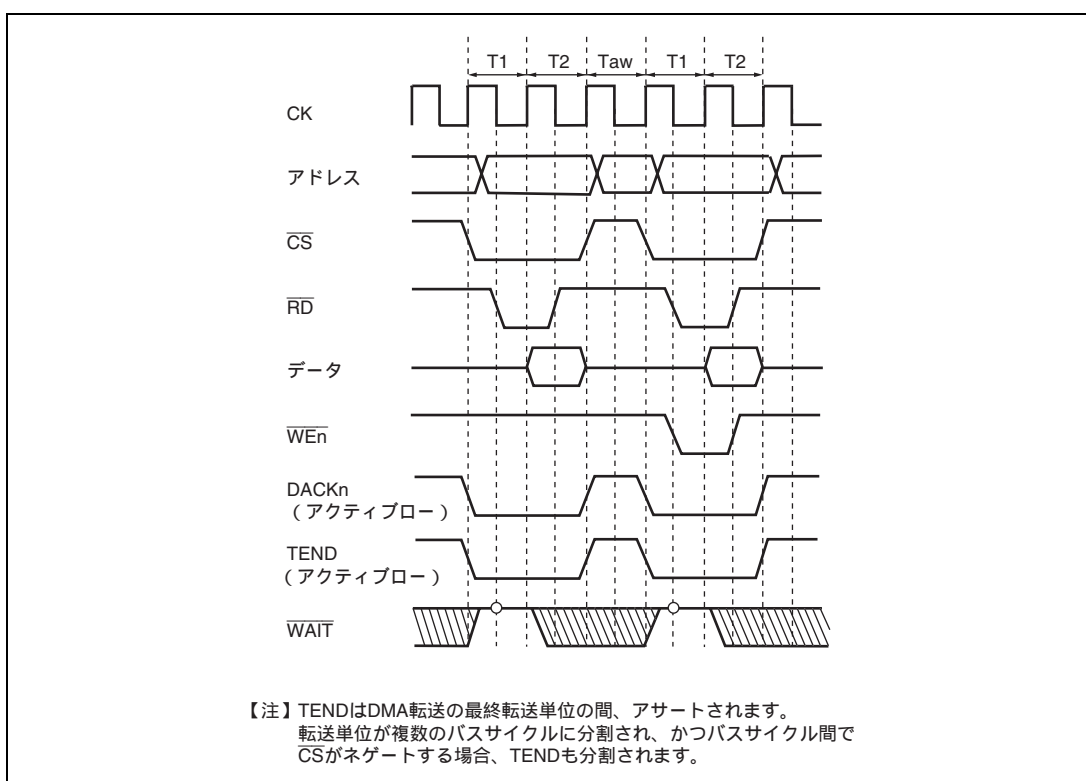 T1 T2 Taw T1 T2
CK
アドレス
CS
RD
データ
WEn
DACKn
（アクティブロー）
TEND
（アクティブロー）
WAIT
【注】TENDはDMA転送の最終転送単位の間、アサートされます。
転送単位が複数のバスサイクルに分割され、かつバスサイクル間で
CSがネゲートする場合、TENDも分割されます。